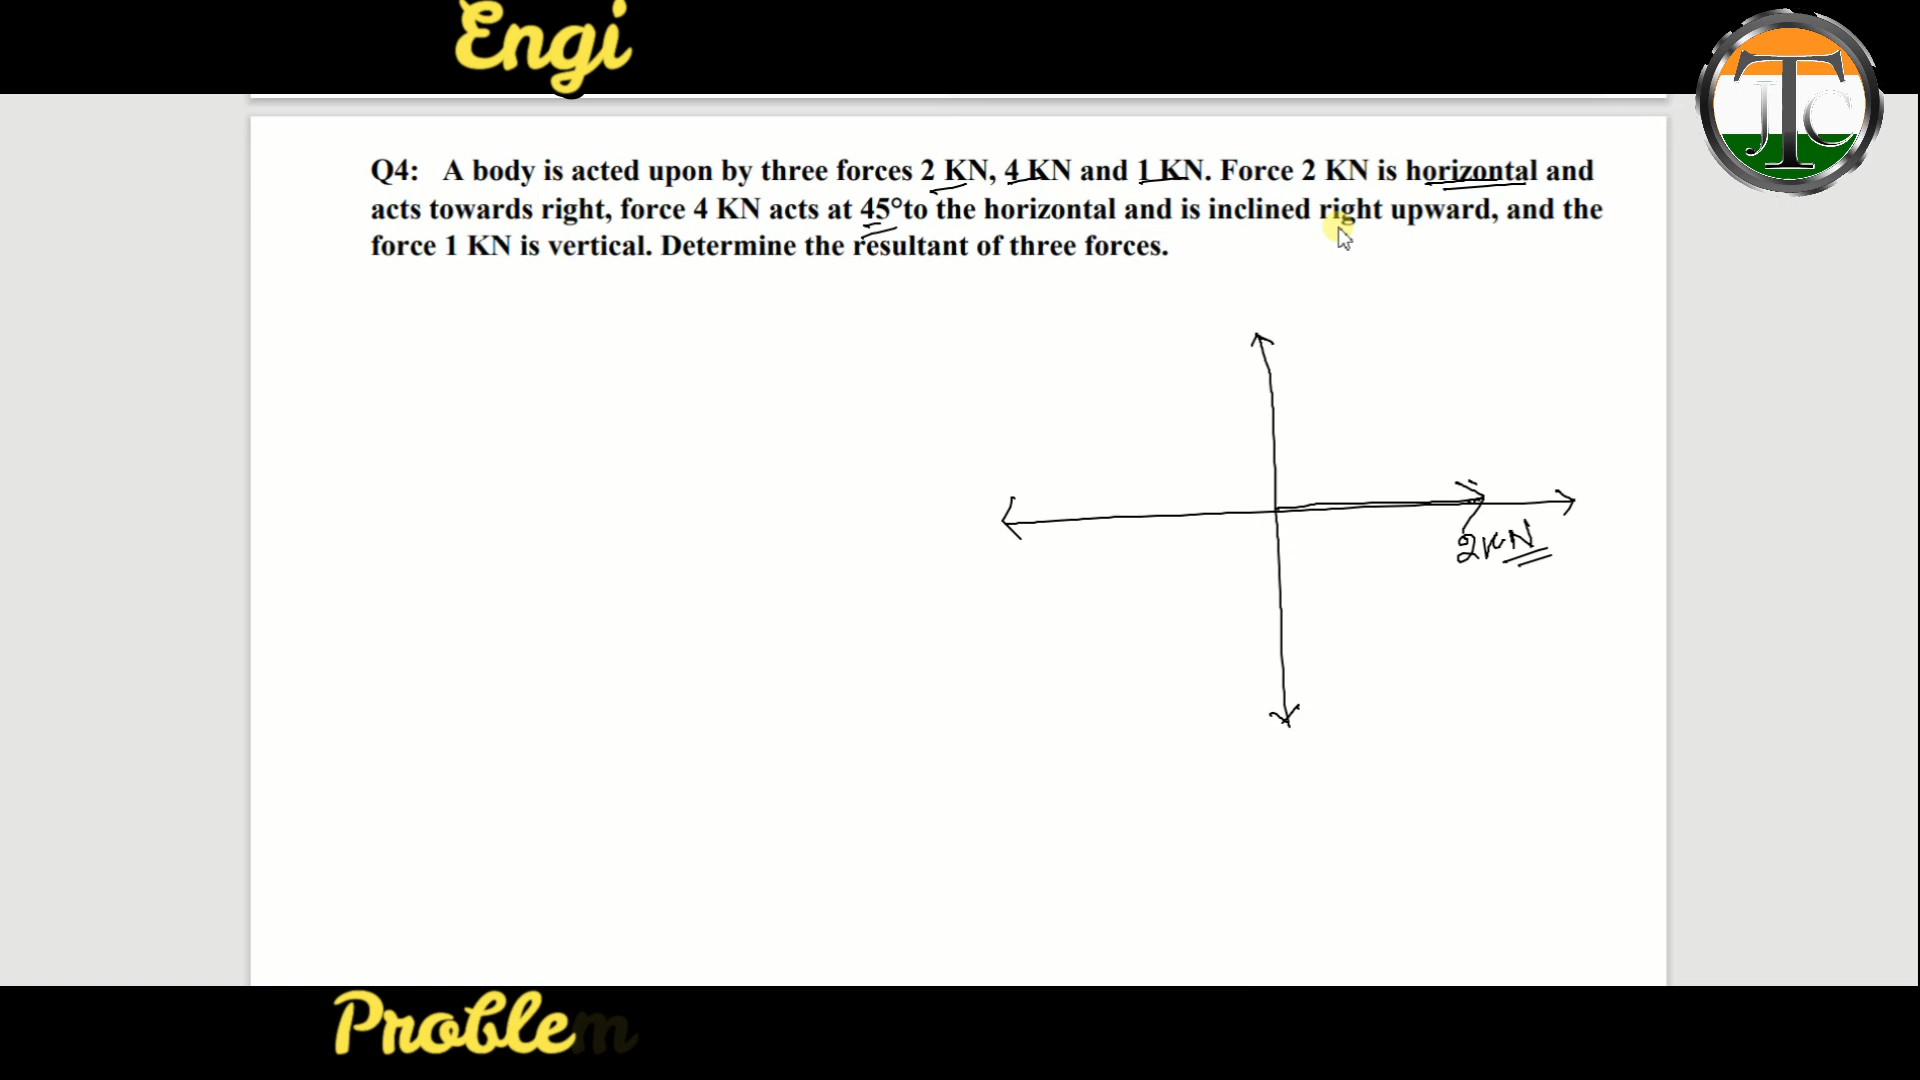 Engi
JTC
Q4: A body is acted upon by three forces 2 KN, 4 KN and 1 KN. Force 2 KN is horizontal and
acts towards right, force 4 KN acts at 45°to the horizontal and is inclined right upward, and the
force 1 KN is vertical. Determine the resultant of three forces.
2KN
Problem